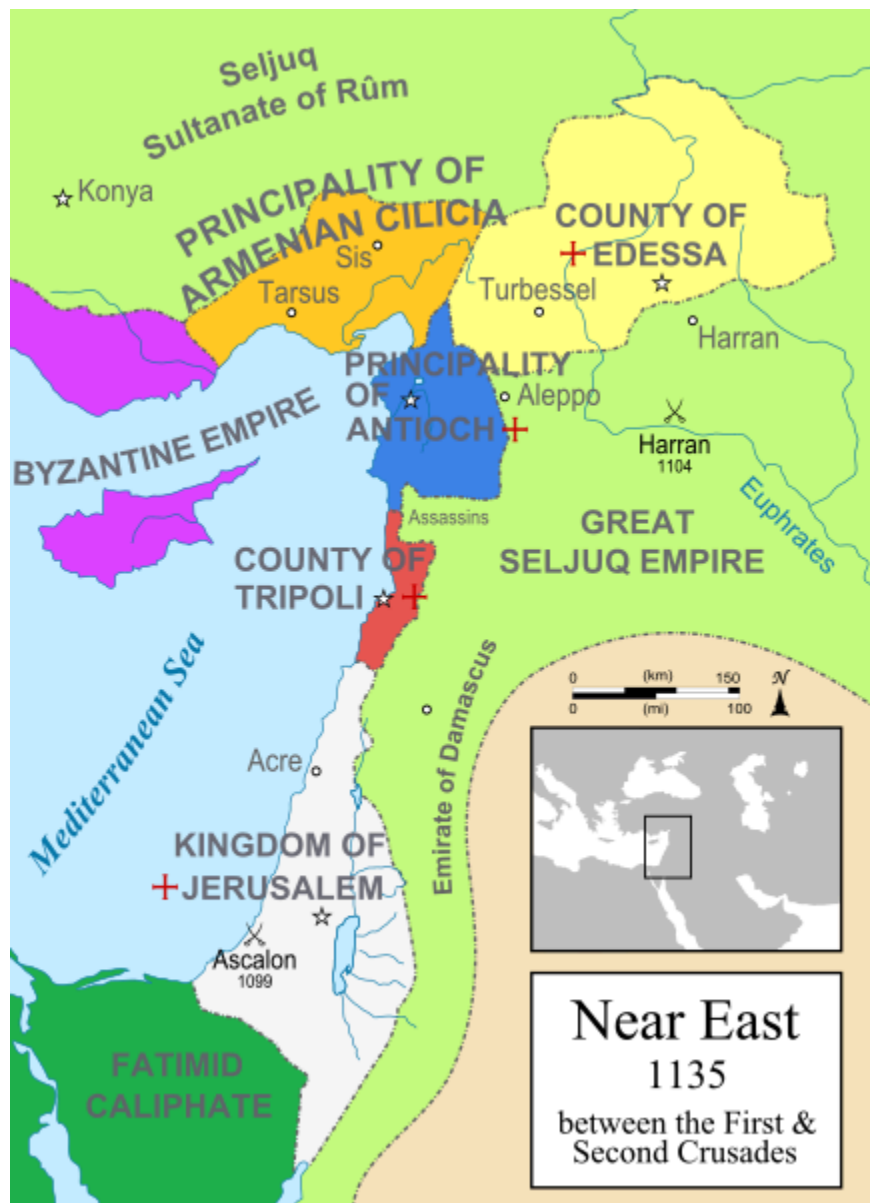 Seljuq
Sultanate of Rûm
Konya
PRINCIPALITY OF
ARMENIAN CILICIA
Sis
Tarsus
COUNTY OF
EDESSA
Turbessel
Harran
PRINCIPALITY
OF
ANTIOCH
Aleppo
Harran
1104
BYZANTINE EMPIRE
Euphrates
Assassins
GREAT
SELJUQ EMPIRE
COUNTY OF
TRIPOLI
Mediterranean Sea
Emirate of Damascus
0 (km) 150
0 (mi) 100
N
Acre
KINGDOM OF
JERUSALEM
Ascalon
1099
FATIMID
CALIPHATE
Near East
1135
between the First &
Second Crusades